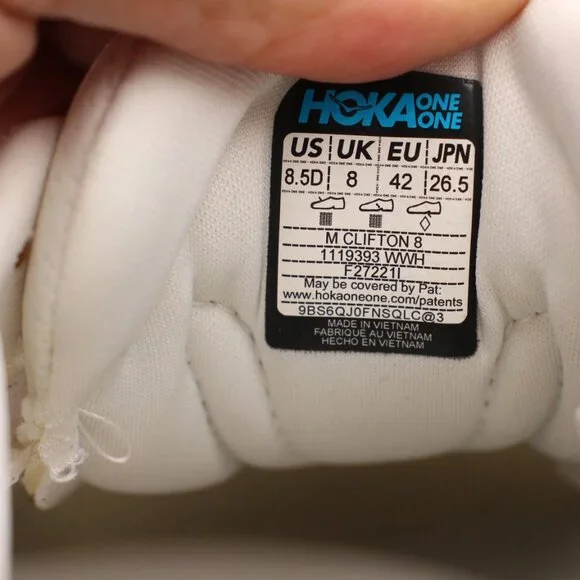 HOKA ONE ONE
US UK EU JPN
8.5D 8 42 26.5
M CLIFTON 8
1119393 WWH
F27221I
May be covered by Pat:
www.hokaoneone.com/patents
9BS6QJ0FNSQLC@3
MADE IN VIETNAM
FABRIQUÉ AU VIETNAM
HECHO EN VIETNAM